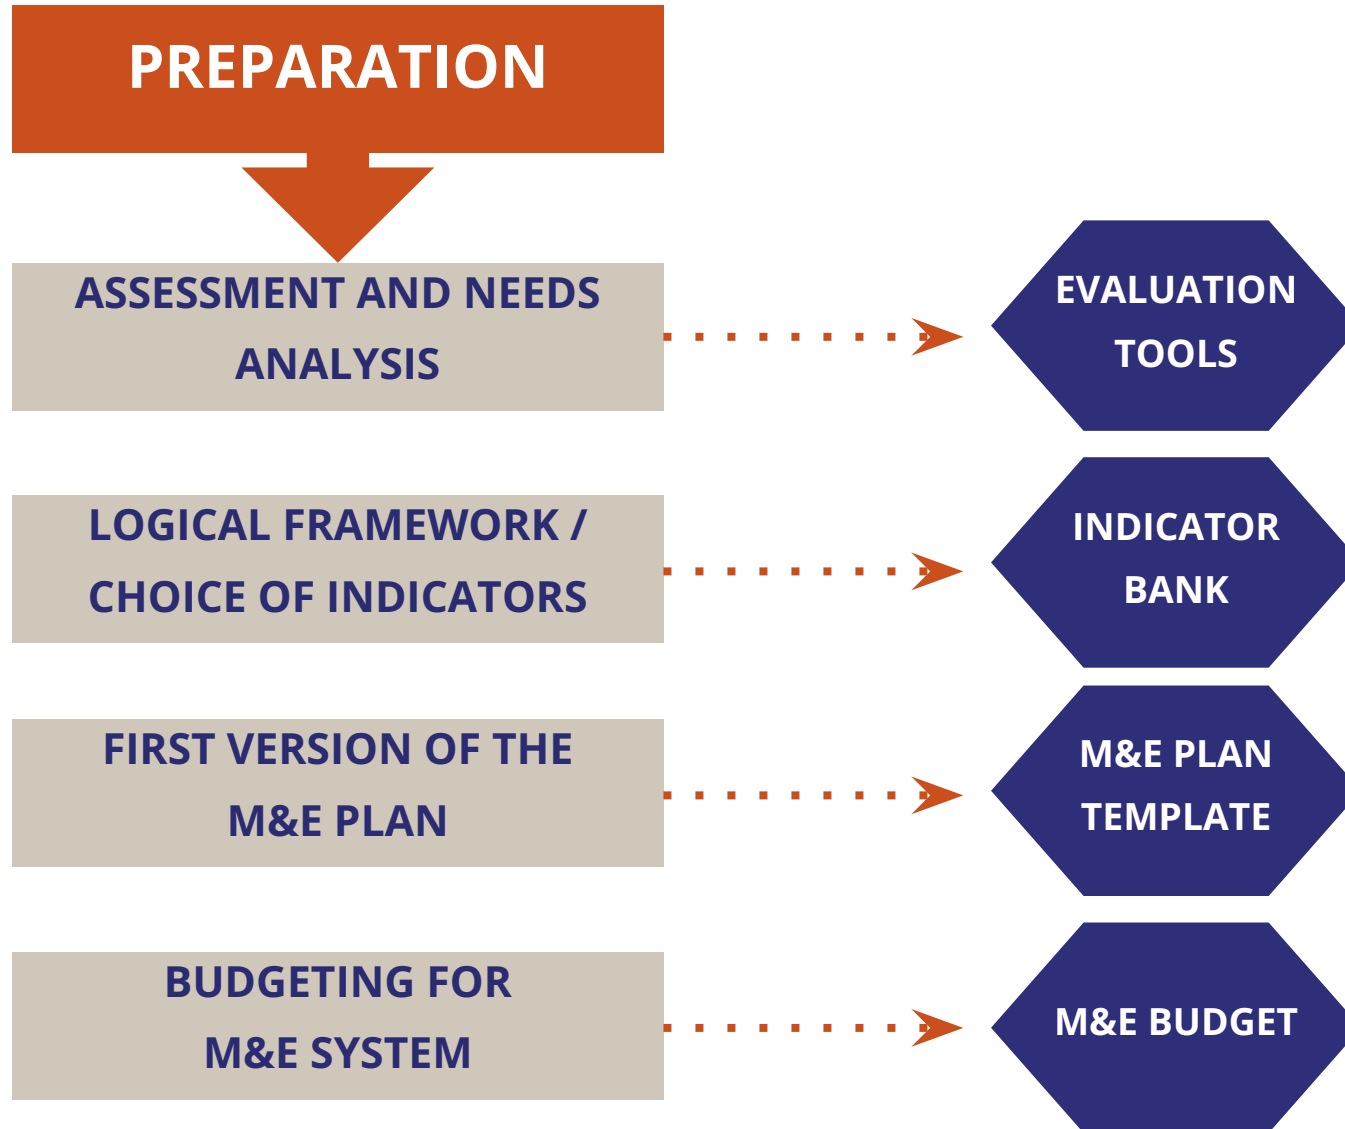 PREPARATION
ASSESSMENT AND NEEDS
ANALYSIS
EVALUATION
TOOLS
LOGICAL FRAMEWORK /
CHOICE OF INDICATORS
INDICATOR
BANK
FIRST VERSION OF THE
M&E PLAN
M&E PLAN
TEMPLATE
BUDGETING FOR
M&E SYSTEM
M&E BUDGET